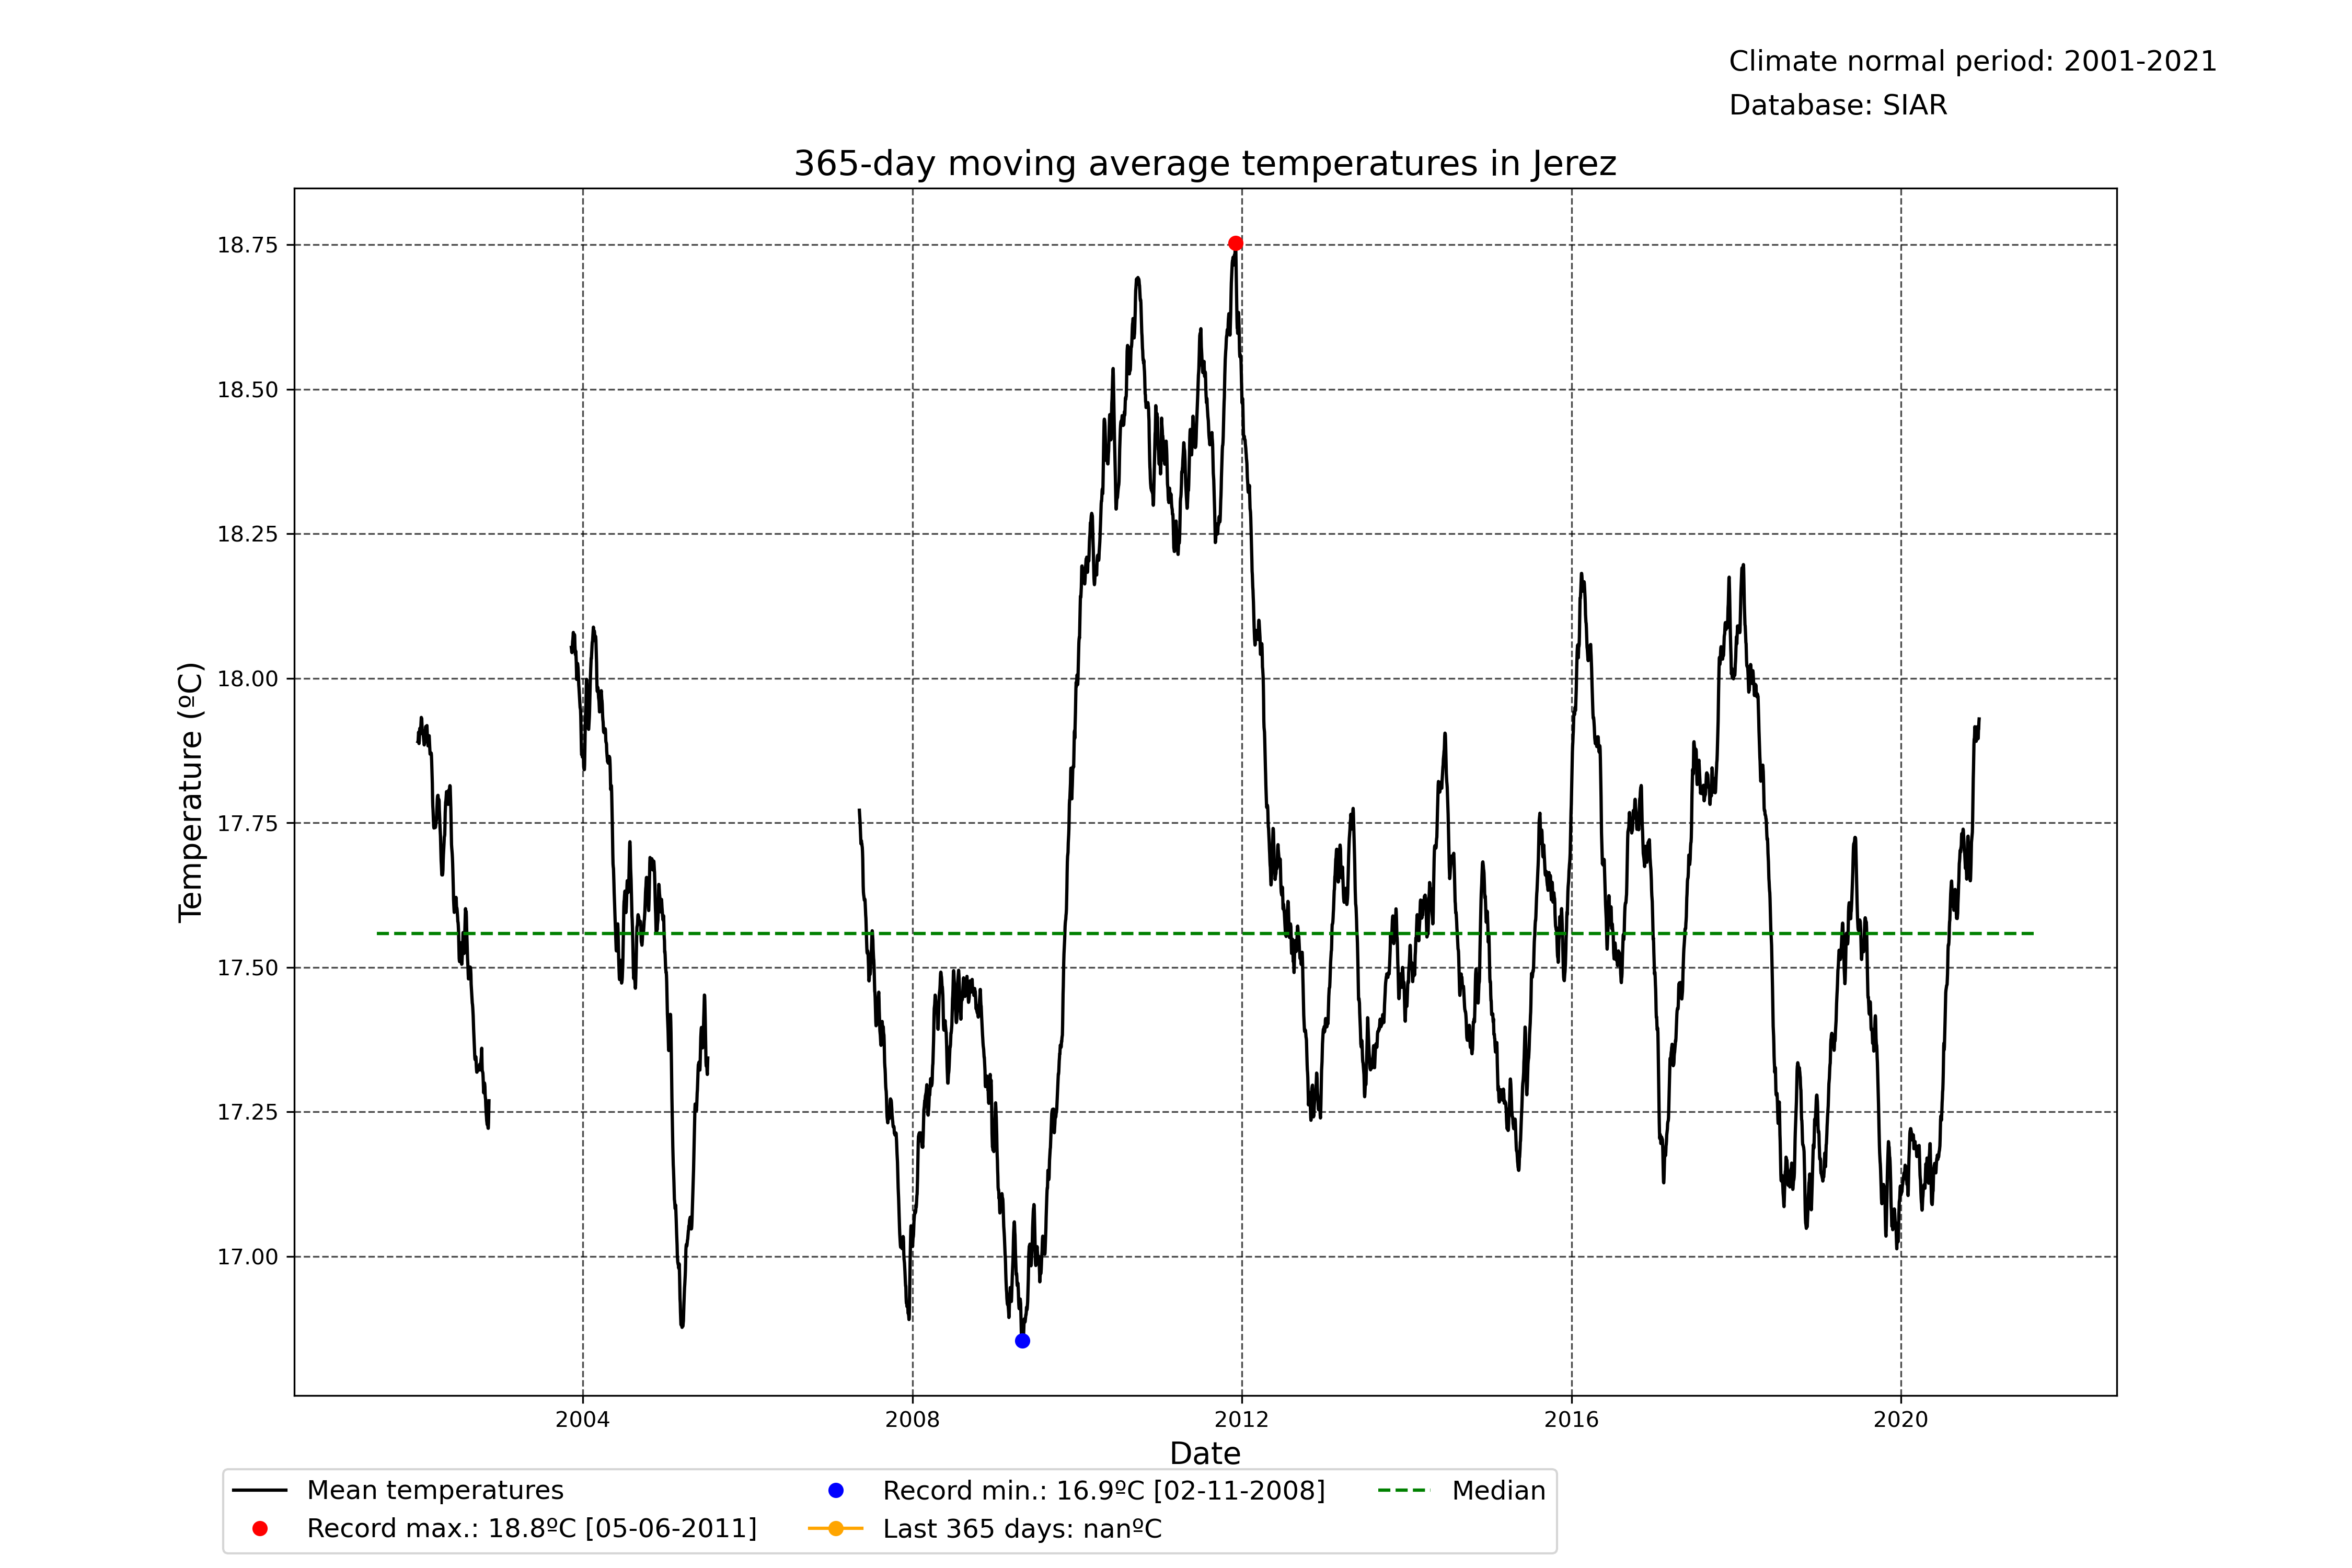 Climate normal period: 2001-2021
Database: SIAR
365-day moving average temperatures in Jerez
Temperature (ºC)
18.75
18.50
18.25
18.00
17.75
17.50
17.25
17.00
2004
2008
2012
2016
2020
Date
Mean temperatures
Record max.: 18.8ºC [05-06-2011]
Record min.: 16.9ºC [02-11-2008]
Last 365 days: nanºC
Median